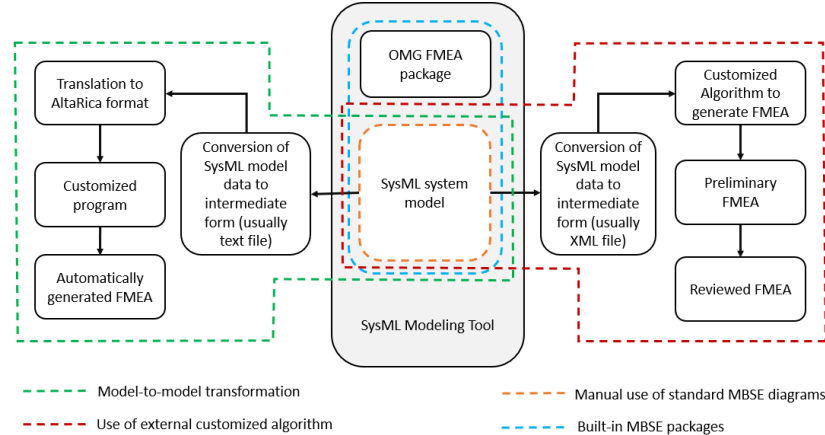 Translation to
AltaRica format
Customized
program
Automatically
generated FMEA
Conversion of
SysML model
data to
intermediate
form (usually
text file)
OMG FMEA
package
SysML system
model
SysML Modeling Tool
Conversion of
SysML model
data to
intermediate
form (usually
XML file)
Customized
Algorithm to
generate FMEA
Preliminary
FMEA
Reviewed FMEA
Model-to-model transformation
Use of external customized algorithm
Manual use of standard MBSE diagrams
Built-in MBSE packages